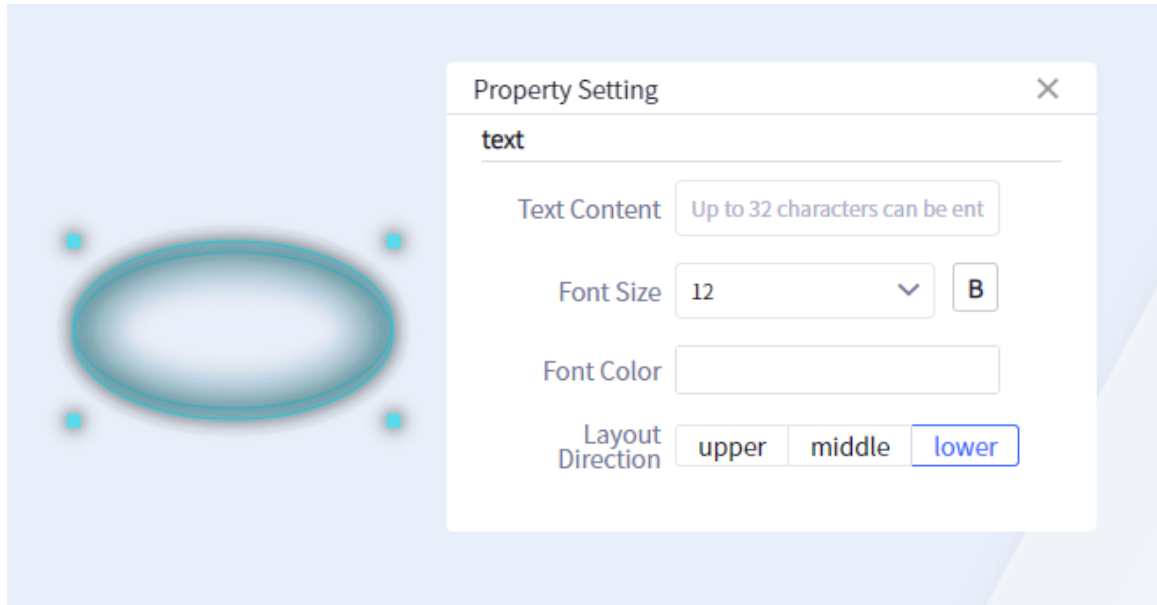 Property Setting
text
Text Content Up to 32 characters can be ent
Font Size 12 B
Font Color
Layout Direction upper middle lower